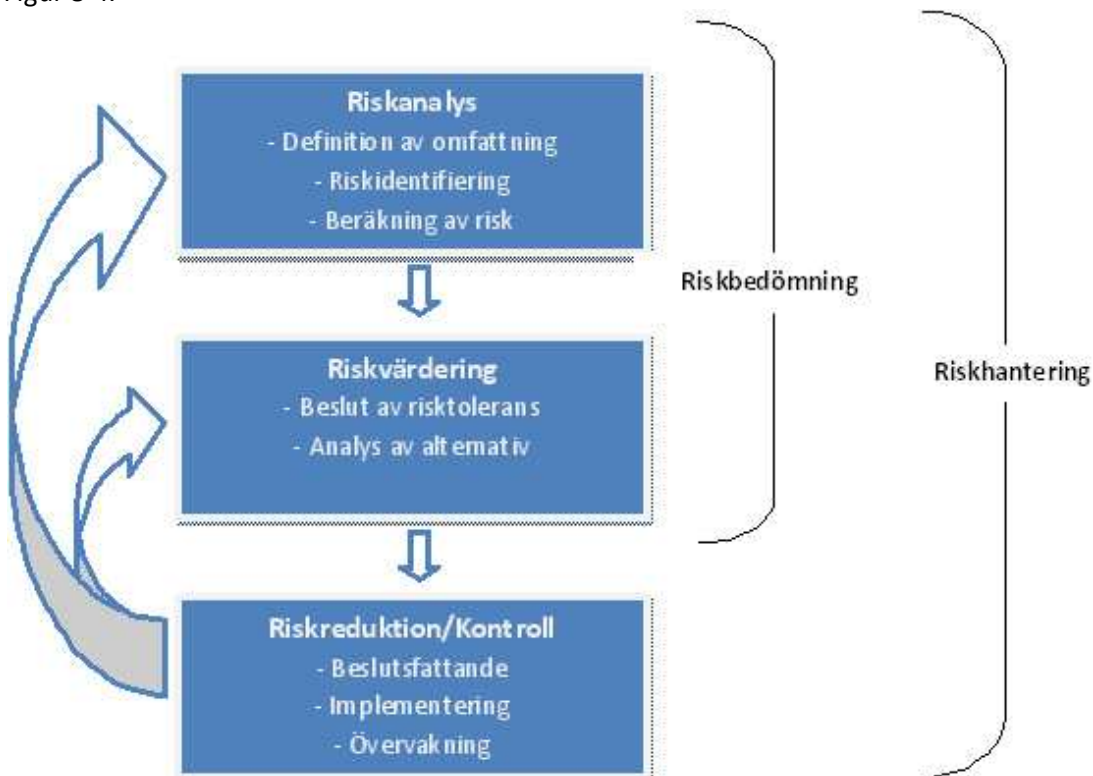 Riskanalys
- Definition av omfattning
- Riskidentifiering
- Beräkning av risk
Riskbedömning
Riskvärdering
- Beslut av risktolerans
- Analys av alternativ
Riskhantering
Riskreduktion/Kontroll
- Beslutsfattande
- Implementering
- Övervakning